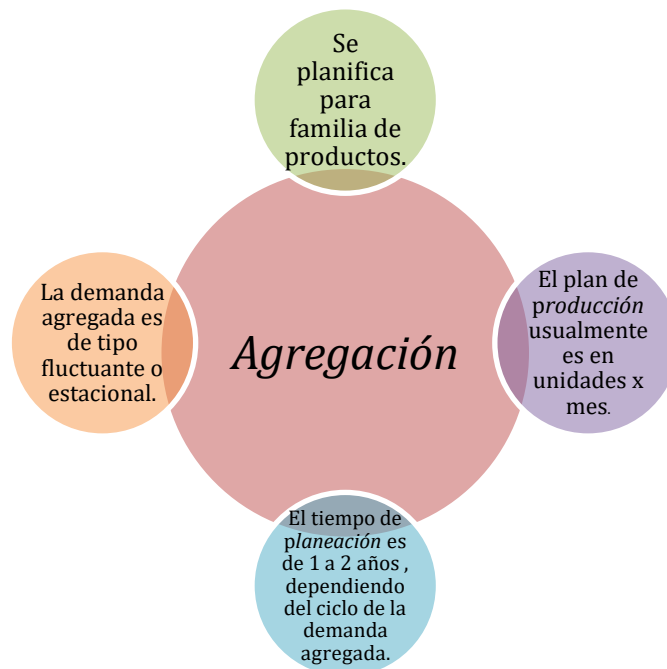 Se
planifica
para
familia de
productos.
La demanda
agregada es
de tipo
fluctuante o
estacional.
Agregación
El plan de
producción
usualmente
es en
unidades x
mes.
El tiempo de
planeación es
de 1 a 2 años ,
dependiendo
del ciclo de la
demanda
agregada.